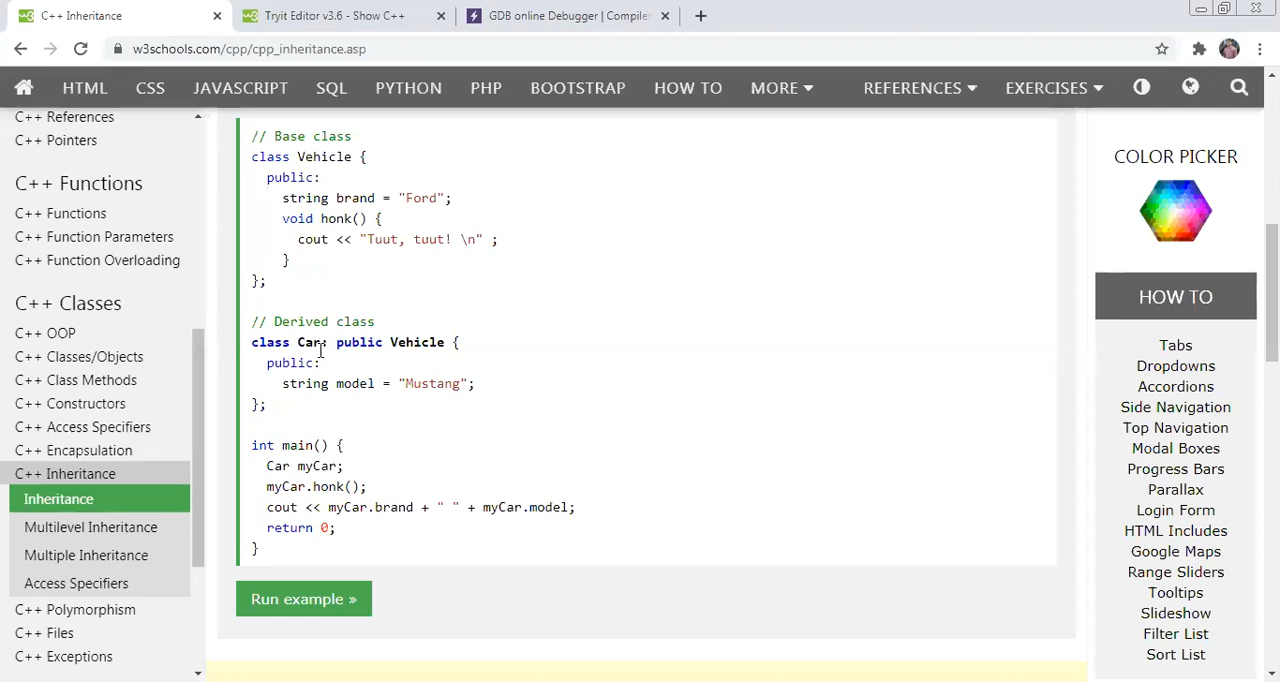 C++ Inheritance
Tryit Editor v3.6 - Show C++
GDB online Debugger | Compile
w3schools.com/cpp/cpp_inheritance.asp
HTML CSS JAVASCRIPT SQL PYTHON PHP BOOTSTRAP HOW TO MORE REFERENCES EXERCISES
C++ References
C++ Pointers
C++ Functions
C++ Functions
C++ Function Parameters
C++ Function Overloading
C++ Classes
C++ OOP
C++ Classes/Objects
C++ Class Methods
C++ Constructors
C++ Access Specifiers
C++ Encapsulation
C++ Inheritance
Inheritance
Multilevel Inheritance
Multiple Inheritance
Access Specifiers
C++ Polymorphism
C++ Files
C++ Exceptions
// Base class
class Vehicle {
public:
string brand = "Ford";
void honk() {
cout << "Tuut, tuut! \n" ;
}
};
// Derived class
class Car: public Vehicle {
public:
string model = "Mustang";
};
int main() {
Car myCar;
myCar.honk();
cout << myCar.brand + " " + myCar.model;
return 0;
}
Run example »
COLOR PICKER
HOW TO
Tabs
Dropdowns
Accordions
Side Navigation
Top Navigation
Modal Boxes
Progress Bars
Parallax
Login Form
HTML Includes
Google Maps
Range Sliders
Tooltips
Slideshow
Filter List
Sort List